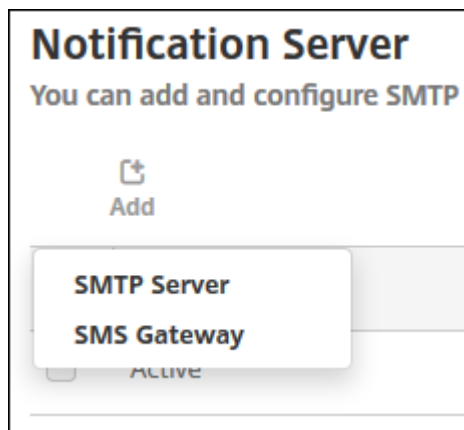 Notification Server
You can add and configure SMTP
Add
SMTP Server
SMS Gateway
Active